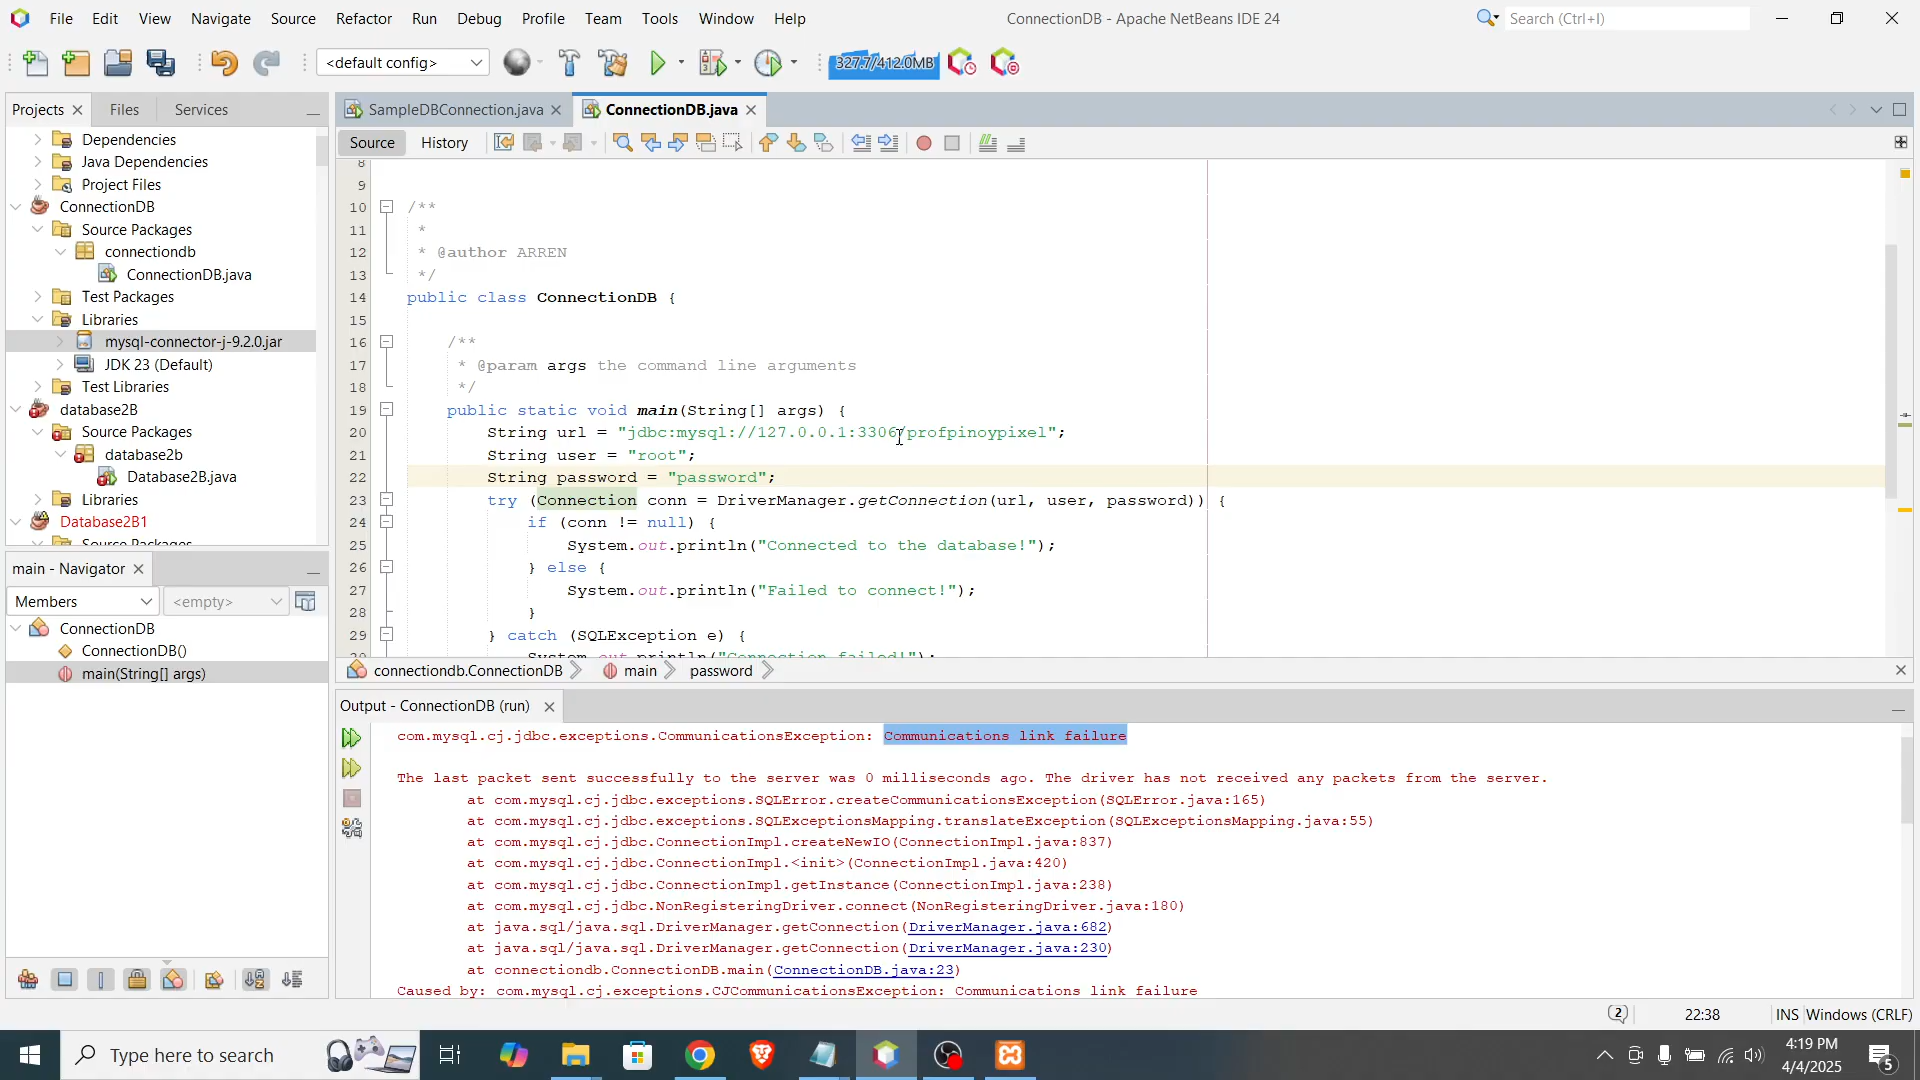 File Edit View Navigate Source Refactor Run Debug Profile Team Tools Window Help
ConnectionDB - Apache NetBeans IDE 24
Search (Ctrl+I)
<default config>
327.7/412.0MB
Projects Files Services
Dependencies
Java Dependencies
Project Files
ConnectionDB
Source Packages
connectiondb
ConnectionDB.java
Test Packages
Libraries
mysql-connector-j-9.2.0.jar
JDK 23 (Default)
Test Libraries
database2B
Source Packages
database2b
Database2B.java
Libraries
Database2B1
Source Packages
main - Navigator
Members <empty>
ConnectionDB
ConnectionDB()
main(String[] args)
SampleDBConnection.java ConnectionDB.java
Source History
8
9
10 /**
11 *
12 * @author ARREN
13 */
14 public class ConnectionDB {
15
16 /**
17 * @param args the command line arguments
18 */
19 public static void main(String[] args) {
20 String url = "jdbc:mysql://127.0.0.1:3306/profpinoypixel";
21 String user = "root";
22 String password = "password";
23 try (Connection conn = DriverManager.getConnection(url, user, password)) {
24 if (conn != null) {
25 System.out.println("Connected to the database!");
26 } else {
27 System.out.println("Failed to connect!");
28 }
29 } catch (SQLException e) {
System.out.println("Connection failed!");
connectiondb.ConnectionDB main password
Output - ConnectionDB (run)
com.mysql.cj.jdbc.exceptions.CommunicationsException: Communications link failure
The last packet sent successfully to the server was 0 milliseconds ago. The driver has not received any packets from the server.
at com.mysql.cj.jdbc.exceptions.SQLError.createCommunicationsException(SQLError.java:165)
at com.mysql.cj.jdbc.exceptions.SQLExceptionsMapping.translateException(SQLExceptionsMapping.java:55)
at com.mysql.cj.jdbc.ConnectionImpl.createNewIO(ConnectionImpl.java:837)
at com.mysql.cj.jdbc.ConnectionImpl.<init>(ConnectionImpl.java:420)
at com.mysql.cj.jdbc.ConnectionImpl.getInstance(ConnectionImpl.java:238)
at com.mysql.cj.jdbc.NonRegisteringDriver.connect(NonRegisteringDriver.java:180)
at java.sql/java.sql.DriverManager.getConnection(DriverManager.java:682)
at java.sql/java.sql.DriverManager.getConnection(DriverManager.java:230)
at connectiondb.ConnectionDB.main(ConnectionDB.java:23)
Caused by: com.mysql.cj.exceptions.CJCommunicationsException: Communications link failure
2 22:38 INS Windows (CRLF)
Type here to search
4:19 PM
4/4/2025
5